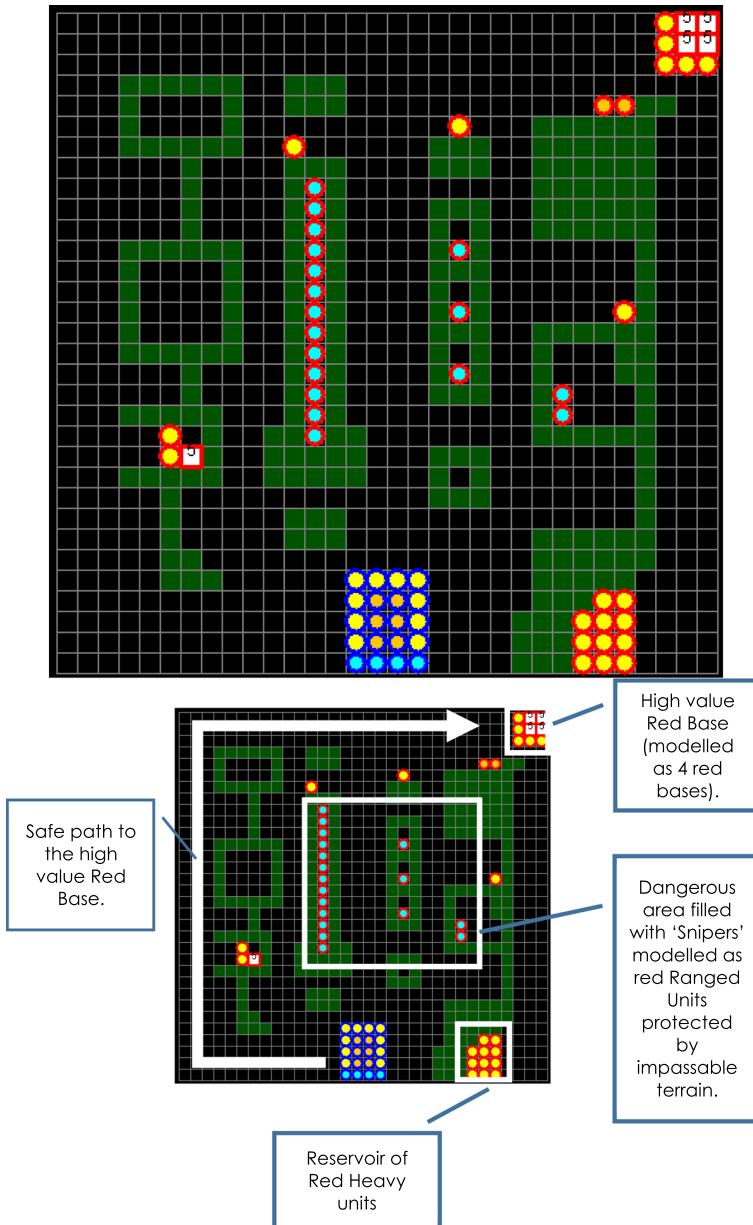 High value
Red Base
(modelled
as 4 red
bases).
Safe path to
the high
value Red
Base.
Dangerous
area filled
with ‘Snipers’
modelled as
red Ranged
Units
protected
by
impassable
terrain.
Reservoir of
Red Heavy
units